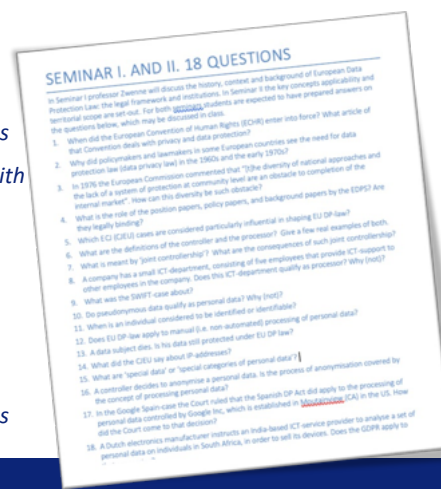 SEMINAR I. AND II. 18 QUESTIONS
In Seminar I professor Zwenne will discuss the history, context and background of European Data
Protection Law: the legal framework and institutions. In Seminar II the key concepts applicability and
territorial scope are set-out. For both seminars students are expected to have prepared answers on
the questions below, which may be discussed in class.
1. When did the European Convention of Human Rights (ECHR) enter into force? What article of
that Convention deals with privacy and data protection?
2. Why did policymakers and lawmakers in some European countries see the need for data
protection law (data privacy law) in the 1960s and the early 1970s?
3. In 1976 the European Commission commented that "[t]he diversity of national approaches and
the lack of a system of protection at community level are an obstacle to completion of the
internal market". How can this diversity be such obstacle?
4. What is the role of the position papers, policy papers, and background papers by the EDPS? Are
they legally binding?
5. Which ECJ (CJEU) cases are considered particularly influential in shaping EU DP-law?
6. What are the definitions of the controller and the processor? Give a few real examples of both.
7. What is meant by 'joint controllership'? What are the consequences of such joint controllership?
8. A company has a small ICT-department, consisting of five employees that provide ICT-support to
other employees in the company. Does this ICT-department qualify as processor? Why (not)?
9. What was the SWIFT-case about?
10. Do pseudonymous data qualify as personal data? Why (not)?
11. When is an individual considered to be identified or identifiable?
12. Does EU DP-law apply to manual (i.e. non-automated) processing of personal data?
13. A data subject dies. Is his data still protected under EU DP law?
14. What did the CJEU say about IP-addresses?
15. What are 'special data' or 'special categories of personal data'?
16. A controller decides to anonymise a personal data. Is the process of anonymisation covered by
the concept of processing personal data?
17. In the Google Spain-case the Court ruled that the Spanish DP Act did apply to the processing of
personal data controlled by Google Inc, which is established in Moutainview (CA) in the US. How
did the Court come to that decision?
18. A Dutch electronics manufacturer instructs an India-based ICT-service provider to analyse a set of
personal data on individuals in South Africa, in order to sell its devices. Does the GDPR apply to
s
with
s